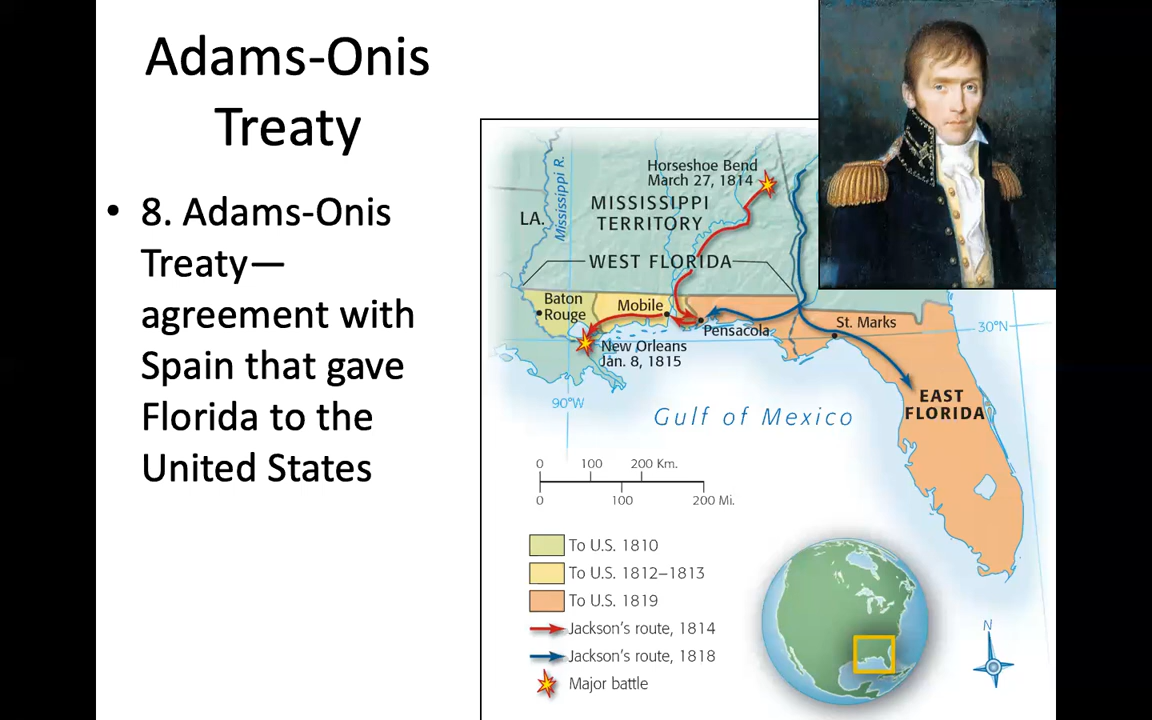 Adams-Onis
Treaty
• 8. Adams-Onis
Treaty—
agreement with
Spain that gave
Florida to the
United States
Horseshoe Bend
March 27, 1814
Mississippi R.
LA.
MISSISSIPPI
TERRITORY
WEST FLORIDA
Baton
Rouge
Mobile
Pensacola
St. Marks
30°N
New Orleans
Jan. 8, 1815
90°W
EAST
FLORIDA
Gulf of Mexico
0 100 200 Km.
0 100 200 Mi.
To U.S. 1810
To U.S. 1812–1813
To U.S. 1819
Jackson's route, 1814
Jackson's route, 1818
Major battle
N